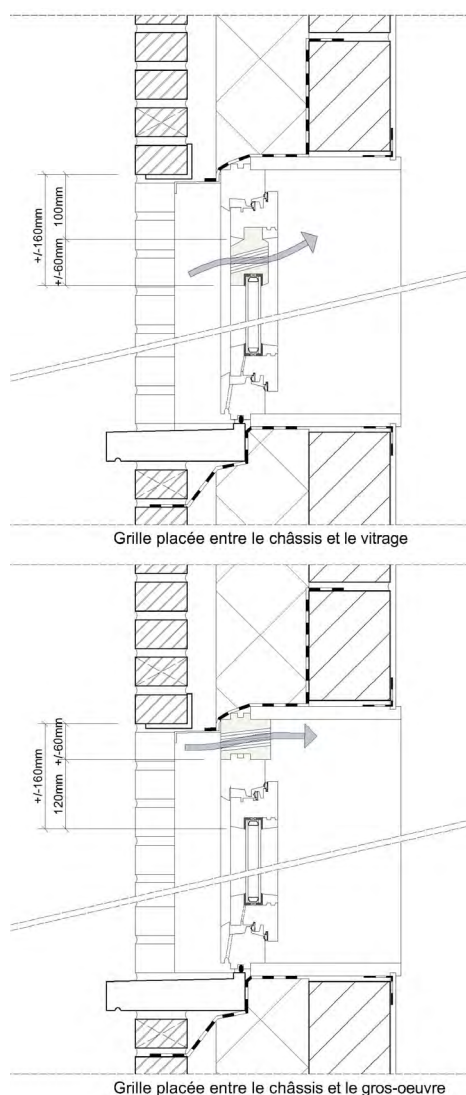 +/-160mm
100mm
+/-60mm
Grille placée entre le châssis et le vitrage
+/-160mm
+/-60mm
120mm
Grille placée entre le châssis et le gros-oeuvre